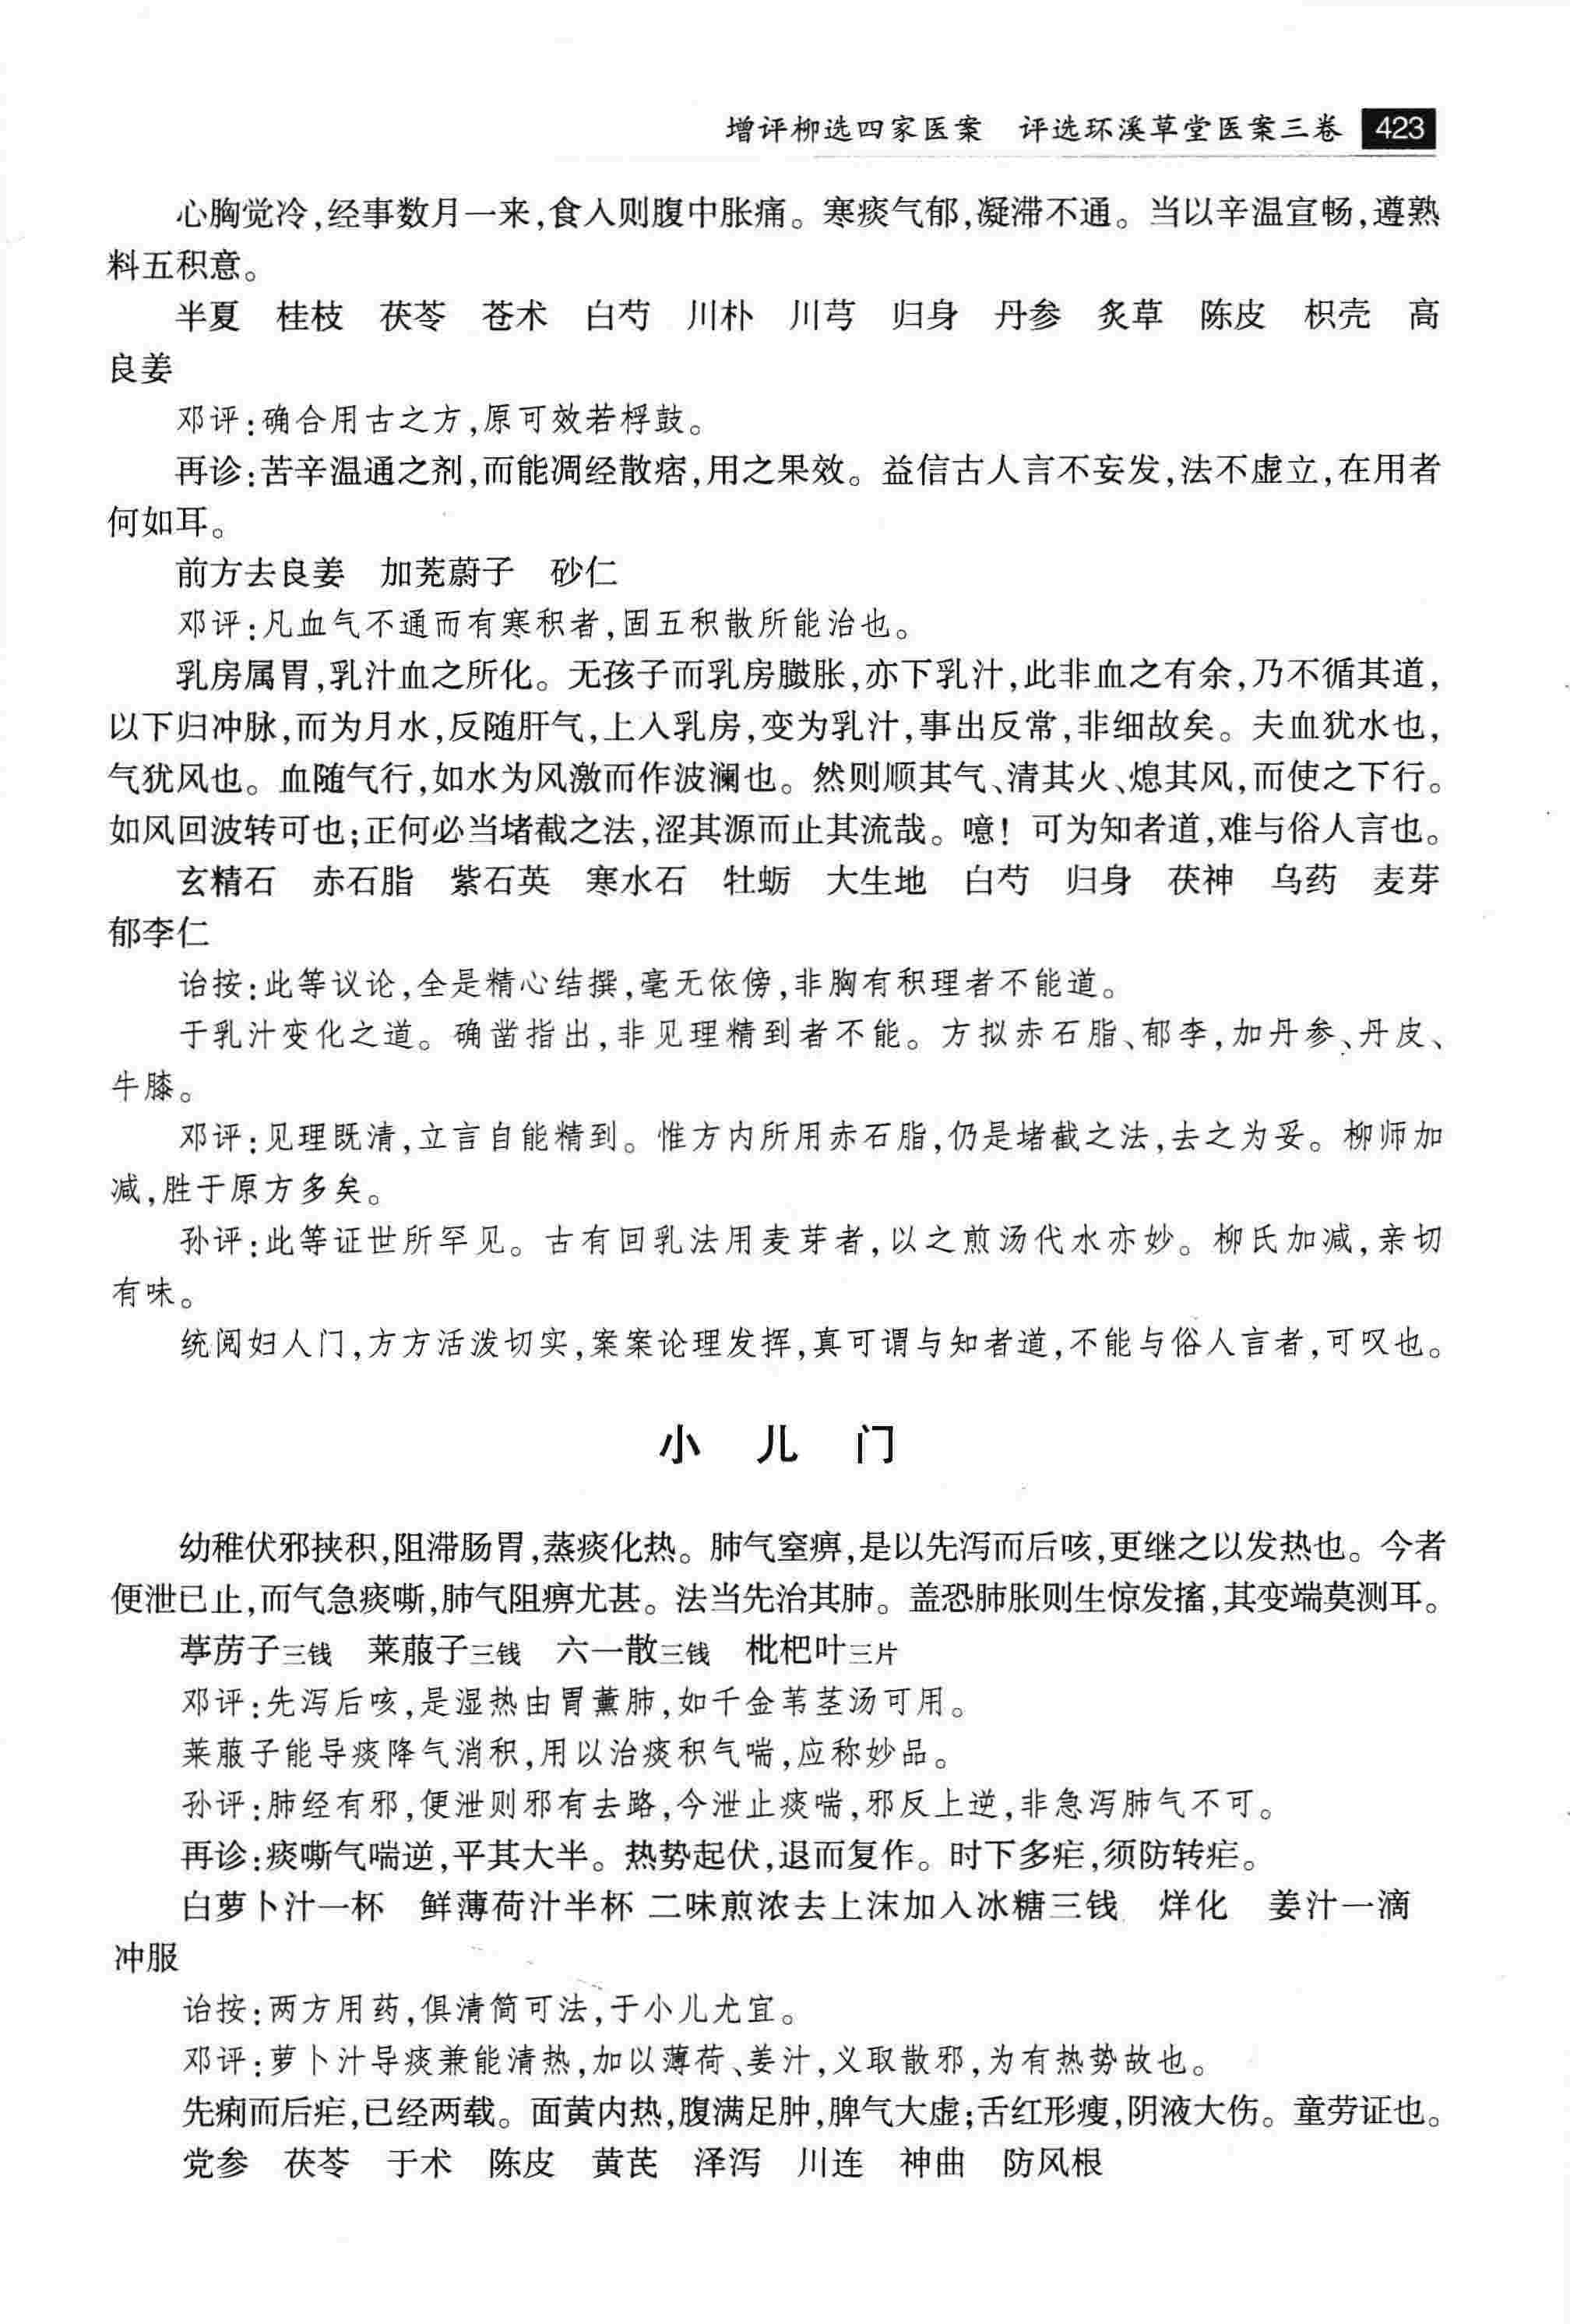 增评柳选四家医案　评选环溪草堂医案三卷　423
心胸觉冷,经事数月一来,食入则腹中胀痛。寒痰气郁,凝滞不通。当以辛温宣畅,遵熟
料五积意。
半夏　桂枝　茯苓　苍术　白芍　川朴　川芎　归身　丹参　炙草　陈皮　枳壳　高
良姜
邓评:确合用古之方,原可效若桴鼓。
再诊:苦辛温通之剂,而能凋经散痞,用之果效。益信古人言不妄发,法不虚立,在用者
何如耳。
前方去良姜　加茺蔚子　砂仁
邓评:凡血气不通而有寒积者,固五积散所能治也。
乳房属胃,乳汁血之所化。无孩子而乳房臌胀,亦下乳汁,此非血之有余,乃不循其道,
以下归冲脉,而为月水,反随肝气,上入乳房,变为乳汁,事出反常,非细故矣。夫血犹水也,
气犹风也。血随气行,如水为风激而作波澜也。然则顺其气、清其火、熄其风,而使之下行。
如风回波转可也;正何必当堵截之法,涩其源而止其流哉。噫！可为知者道,难与俗人言也。
玄精石　赤石脂　紫石英　寒水石　牡蛎　大生地　白芍　归身　茯神　乌药　麦芽
郁李仁
诒按:此等议论,全是精心结撰,毫无依傍,非胸有积理者不能道。
于乳汁变化之道。确凿指出,非见理精到者不能。方拟赤石脂、郁李,加丹参、丹皮、
牛膝。
邓评:见理既清,立言自能精到。惟方内所用赤石脂,仍是堵截之法,去之为妥。柳师加
减,胜于原方多矣。
孙评:此等证世所罕见。古有回乳法用麦芽者,以之煎汤代水亦妙。柳氏加减,亲切
有味。
统阅妇人门,方方活泼切实,案案论理发挥,真可谓与知者道,不能与俗人言者,可叹也。
小　儿　门
幼稚伏邪挟积,阻滞肠胃,蒸痰化热。肺气窒痹,是以先泻而后咳,更继之以发热也。今者
便泄已止,而气急痰嘶,肺气阻痹尤甚。法当先治其肺。盖恐肺胀则生惊发搐,其变端莫测耳。
葶苈子三钱　莱菔子三钱　六一散三钱　枇杷叶三片
邓评:先泻后咳,是湿热由胃薰肺,如千金苇茎汤可用。
莱菔子能导痰降气消积,用以治痰积气喘,应称妙品。
孙评:肺经有邪,便泄则邪有去路,今泄止痰喘,邪反上逆,非急泻肺气不可。
再诊:痰嘶气喘逆,平其大半。热势起伏,退而复作。时下多疟,须防转疟。
白萝卜汁一杯　鲜薄荷汁半杯 二味煎浓去上沫加入冰糖三钱　烊化　姜汁一滴
冲服
诒按:两方用药,俱清简可法,于小儿尤宜。
邓评:萝卜汁导痰兼能清热,加以薄荷、姜汁,义取散邪,为有热势故也。
先痢而后疟,已经两载。面黄内热,腹满足肿,脾气大虚;舌红形瘦,阴液大伤。童劳证也。
党参　茯苓　于术　陈皮　黄芪　泽泻　川连　神曲　防风根